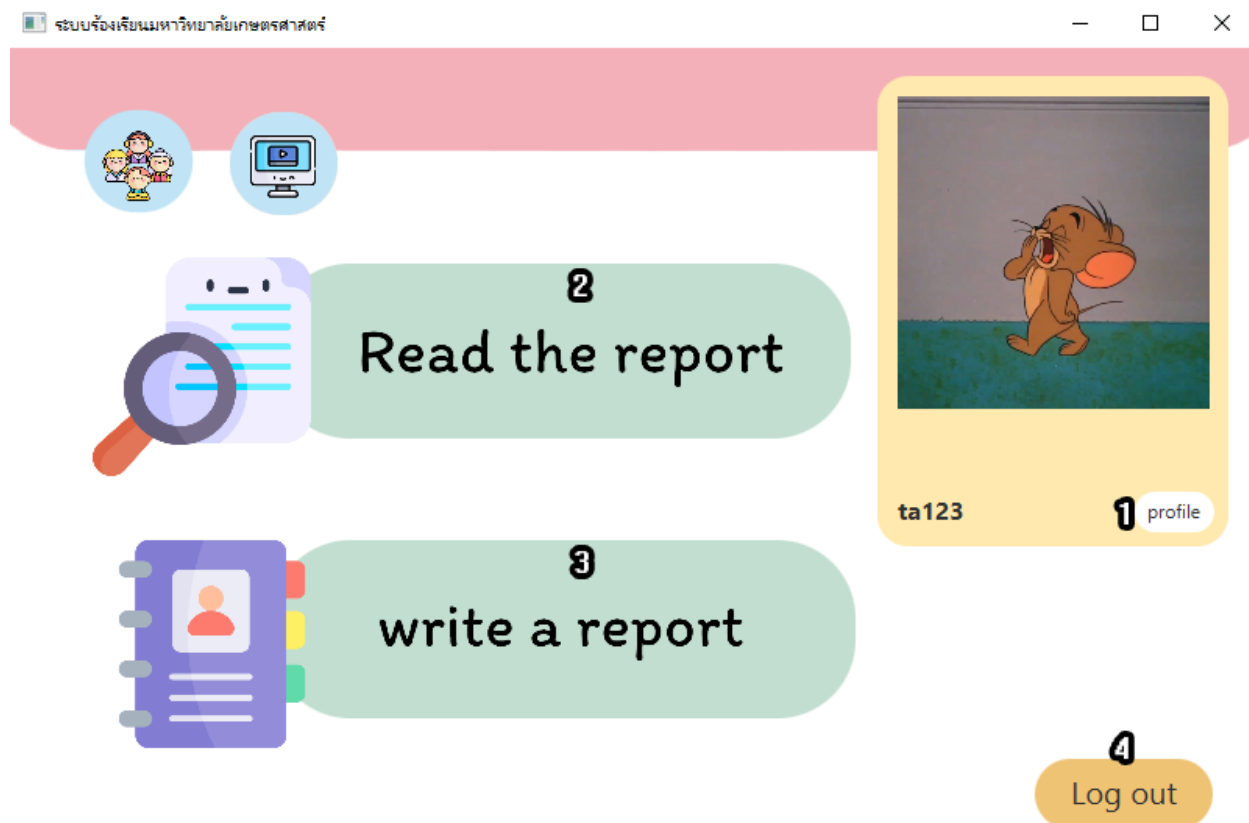 ระบบร้องเรียนมหาวิทยาลัยเกษตรศาสตร์
2
Read the report
ta123
1
profile
3
write a report
4
Log out